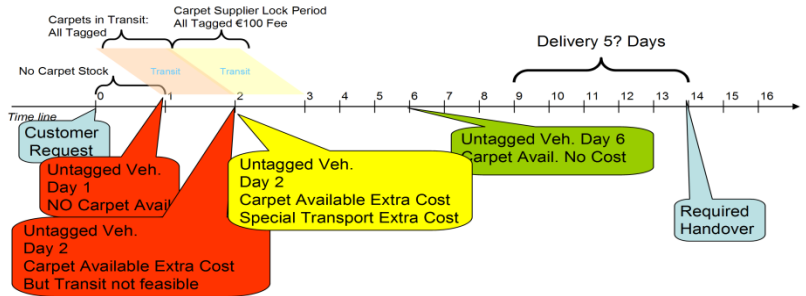 Carpets in Transit:
All Tagged
Carpet Supplier Lock Period
All Tagged €100 Fee
Delivery 5? Days
No Carpet Stock
Transit
Transit
0 1 2 3 4 5 6 7 8 9 10 11 12 13 14 15 16
Time line
Customer
Request
Untagged Veh.
Day 1
NO Carpet Avail
Untagged Veh.
Day 2
Carpet Available Extra Cost
But Transit not feasible
Untagged Veh.
Day 2
Carpet Available Extra Cost
Special Transport Extra Cost
Untagged Veh. Day 6
Carpet Avail. No Cost
Required
Handover